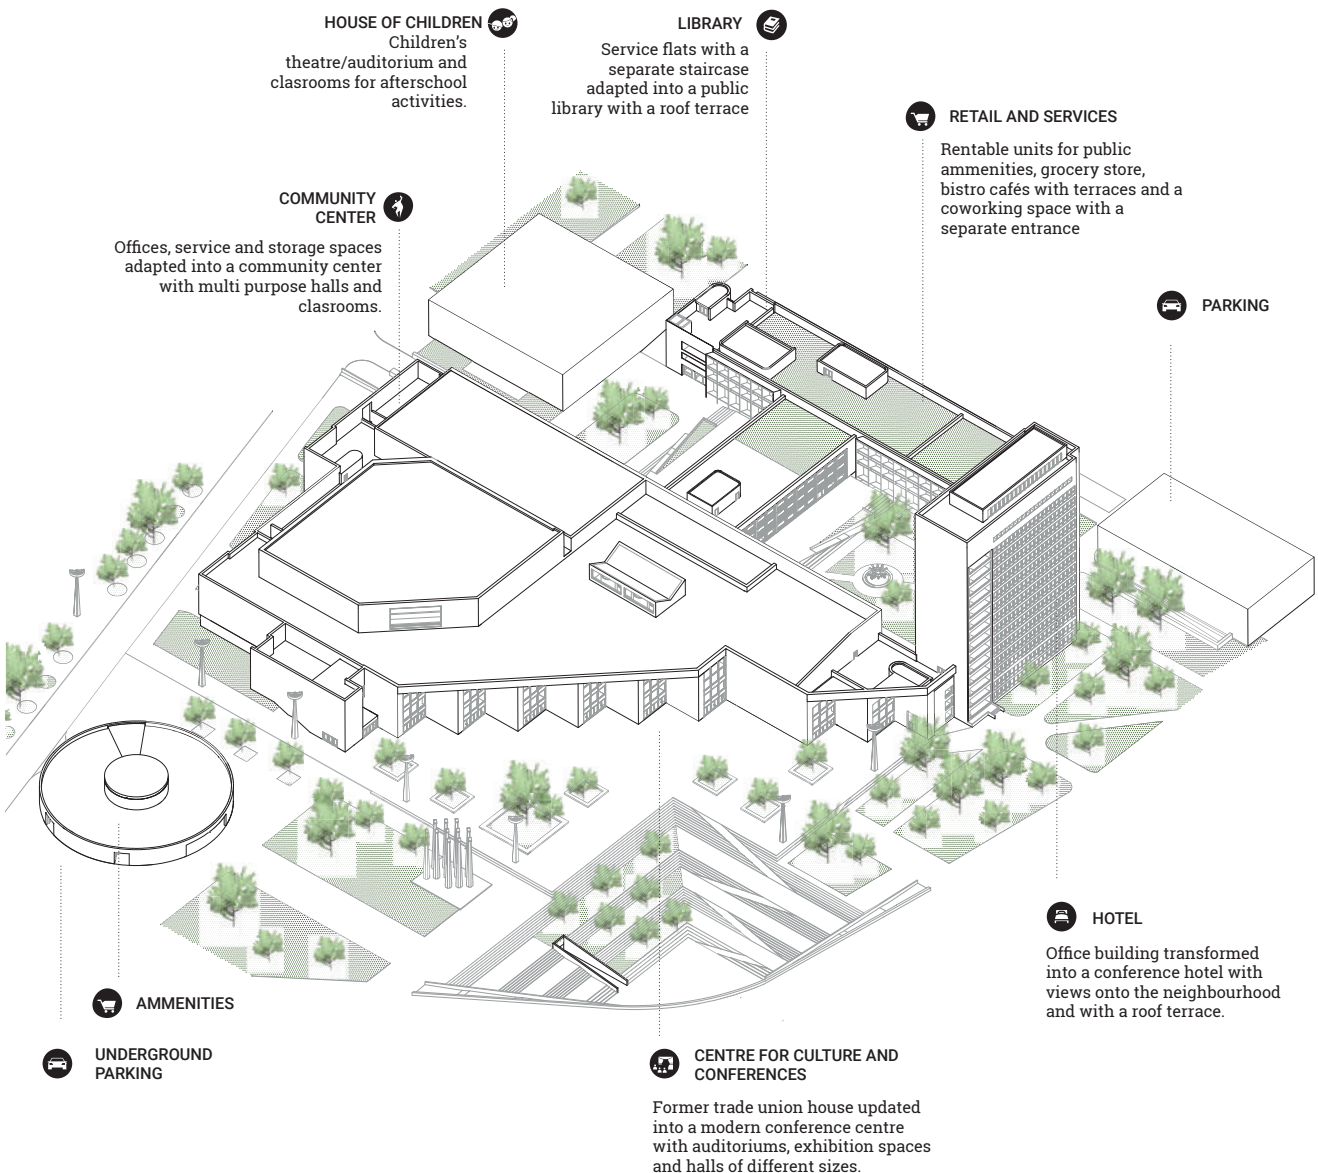 HOUSE OF CHILDREN
Children's
theatre/auditorium and
clasrooms for afterschool
activities.
LIBRARY
Service flats with a
separate staircase
adapted into a public
library with a roof terrace
RETAIL AND SERVICES
Rentable units for public
ammenities, grocery store,
bistro cafés with terraces and a
coworking space with a
separate entrance
COMMUNITY
CENTER
Offices, service and storage spaces
adapted into a community center
with multi purpose halls and
clasrooms.
PARKING
HOTEL
Office building transformed
into a conference hotel with
views onto the neighbourhood
and with a roof terrace.
AMMENITIES
UNDERGROUND
PARKING
CENTRE FOR CULTURE AND
CONFERENCES
Former trade union house updated
into a modern conference centre
with auditoriums, exhibition spaces
and halls of different sizes.